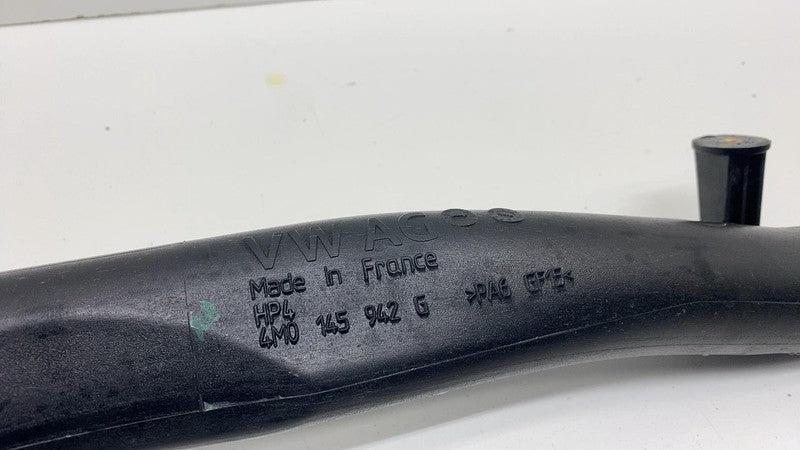 VW AG
Made in France
HP4
4M0 145 942 G >PA6 GF15<